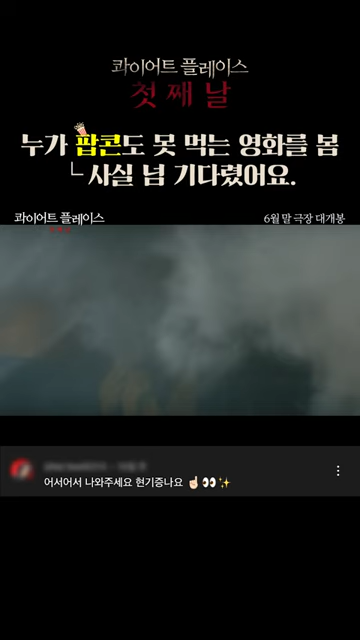 콰이어트 플레이스
첫째 날
누가 팝콘도 못 먹는 영화를 봄
└ 사실 넘 기다렸어요.
콰이어트 플레이스
6월 말 극장 대개봉
어서어서 나와주세요 현기증나요 ☝🏻👀✨